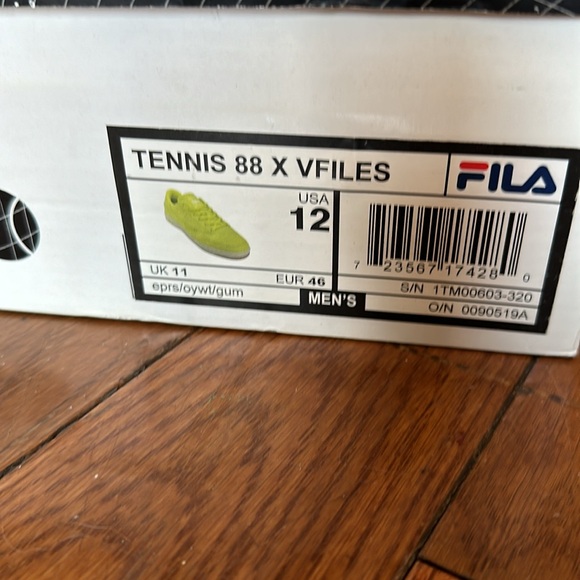 TENNIS 88 X VFILES
FILA
USA
12
UK 11
EUR 46
eprs/oywt/gum
MEN'S
7 23567 17428 0
S/N 1TM00603-320
O/N 0090519A